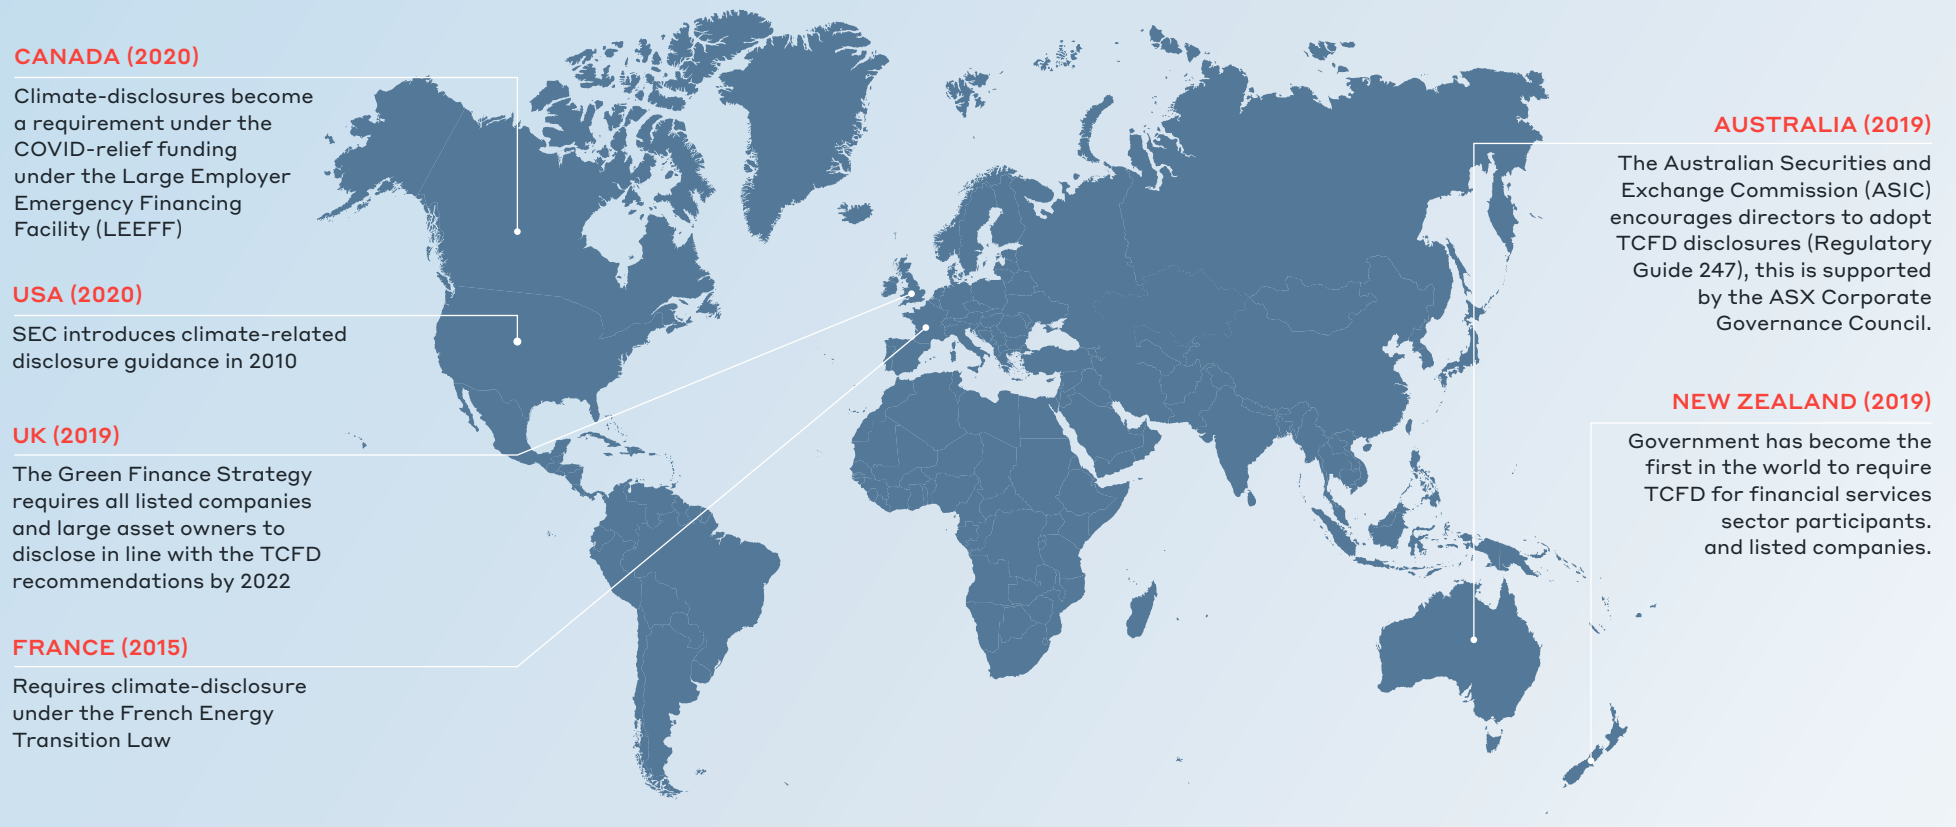 CANADA (2020)
Climate-disclosures become
a requirement under the
COVID-relief funding
under the Large Employer
Emergency Financing
Facility (LEEFF)
USA (2020)
SEC introduces climate-related
disclosure guidance in 2010
UK (2019)
The Green Finance Strategy
requires all listed companies
and large asset owners to
disclose in line with the TCFD
recommendations by 2022
FRANCE (2015)
Requires climate-disclosure
under the French Energy
Transition Law
AUSTRALIA (2019)
The Australian Securities and
Exchange Commission (ASIC)
encourages directors to adopt
TCFD disclosures (Regulatory
Guide 247), this is supported
by the ASX Corporate
Governance Council.
NEW ZEALAND (2019)
Government has become the
first in the world to require
TCFD for financial services
sector participants.
and listed companies.